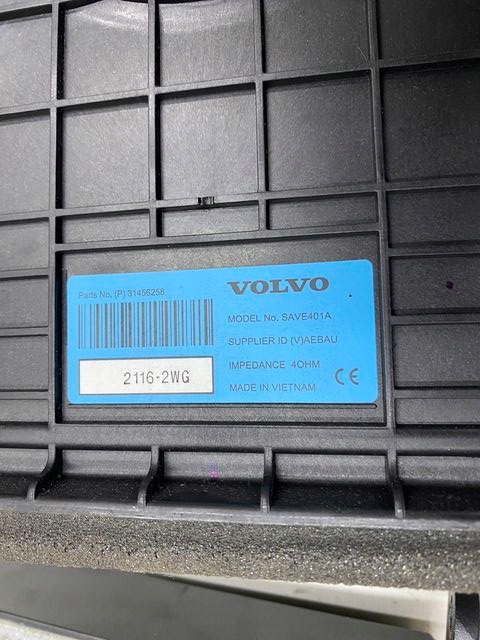 Parts No. (P) 31456258
2116-2WG
VOLVO
MODEL No. SAVE401A
SUPPLIER ID (V)AEBAU
IMPEDANCE 4OHM
MADE IN VIETNAM
CE